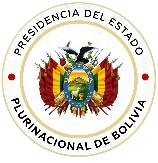 PRESIDENCIA DEL ESTADO
PLURINACIONAL DE BOLIVIA